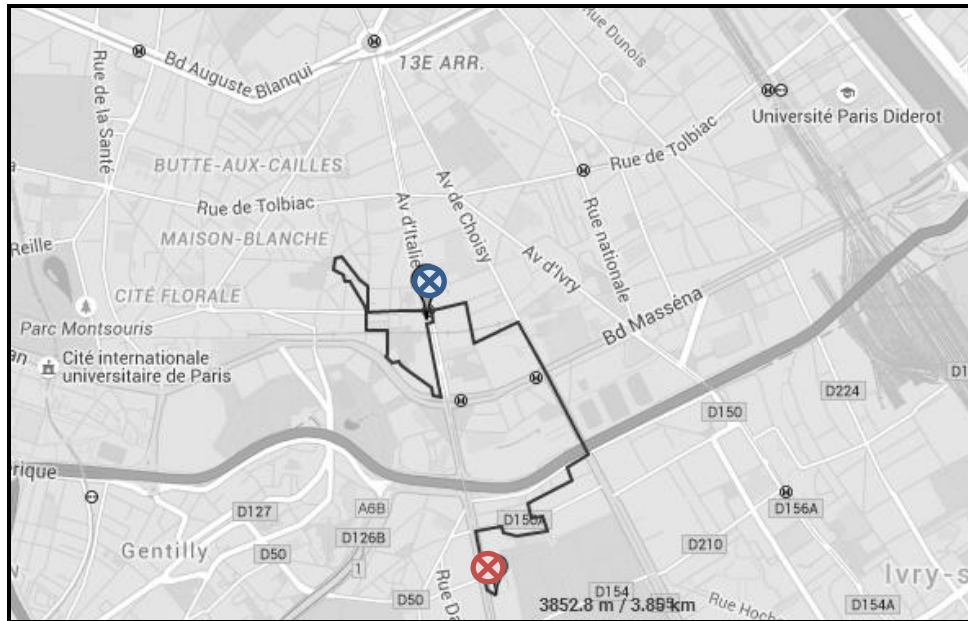 Rue Dunois
Bd Auguste Blanqui
13E ARR.
Rue de la Santé
Université Paris Diderot
BUTTE-AUX-CAILLES
Rue de Tolbiac
Av de Choisy
Rue de Tolbiac
Av d'Italie
Rue nationale
Reille
MAISON-BLANCHE
Av d'Ivry
CITÉ FLORALE
Bd Masséna
Parc Montsouris
Cité internationale
universitaire de Paris
D224
D150
érique
D127
A6B
D156A
D126B
D210
Gentilly
D50
1
Ivry-s
D50
D154
3852.8 m / 3.85 km
Rue Hoche
D154A